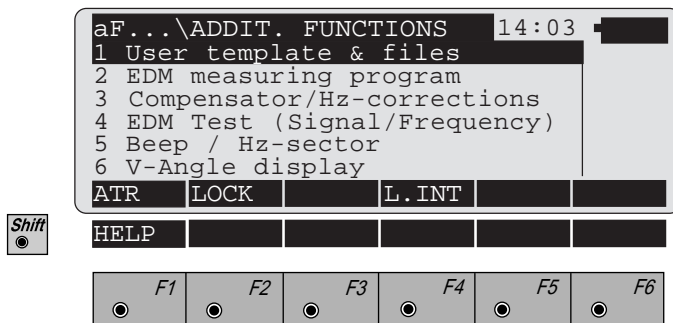 aF...\ADDIT. FUNCTIONS 14:03
1 User template & files
2 EDM measuring program
3 Compensator/Hz-corrections
4 EDM Test (Signal/Frequency)
5 Beep / Hz-sector
6 V-Angle display
ATR LOCK L.INT
Shift
HELP
F1 F2 F3 F4 F5 F6